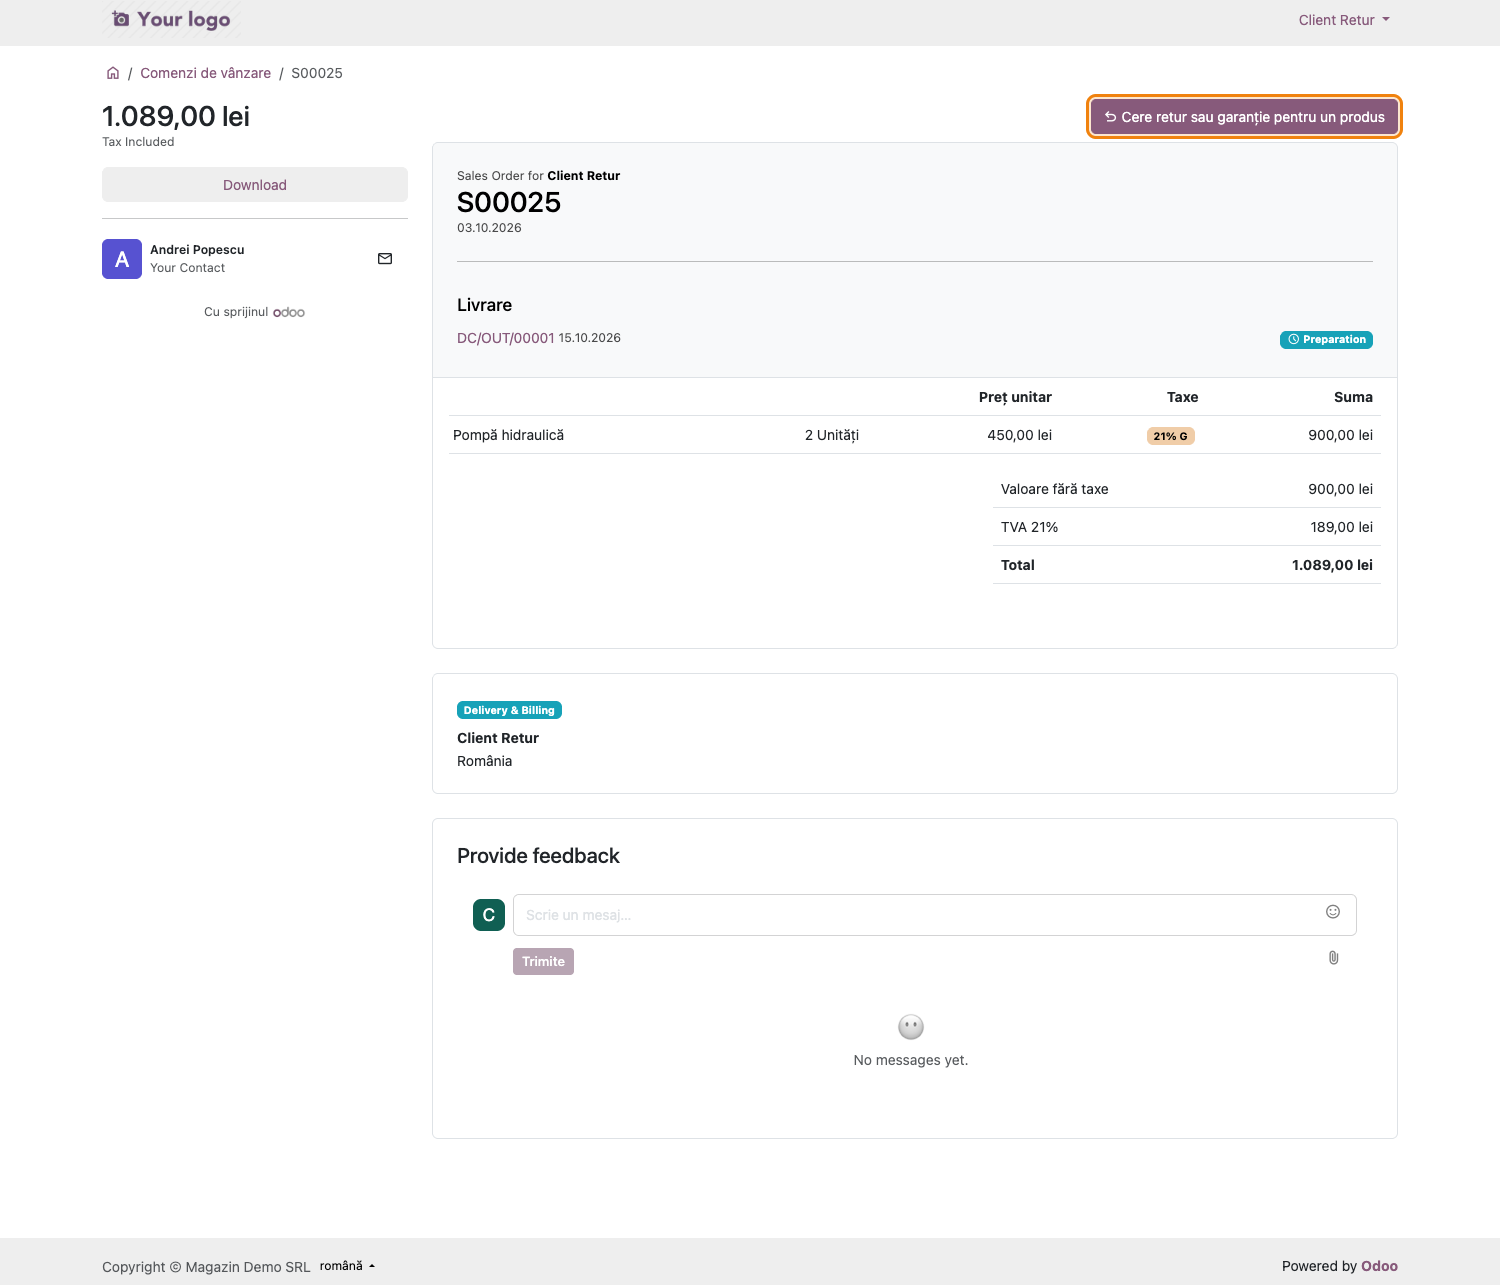 Your logo
Client Retur
/ Comenzi de vânzare / S00025
1.089,00 lei
Tax Included
Download
A
Andrei Popescu
Your Contact
Cu sprijinul odoo
Cere retur sau garanție pentru un produs
Sales Order for Client Retur
S00025
03.10.2026
Livrare
DC/OUT/00001 15.10.2026
Preparation
Preț unitar Taxe Suma
Pompă hidraulică 2 Unități 450,00 lei 21% G 900,00 lei
Valoare fără taxe 900,00 lei
TVA 21% 189,00 lei
Total 1.089,00 lei
Delivery & Billing
Client Retur
România
Provide feedback
C
Scrie un mesaj...
Trimite
No messages yet.
Copyright © Magazin Demo SRL română
Powered by Odoo